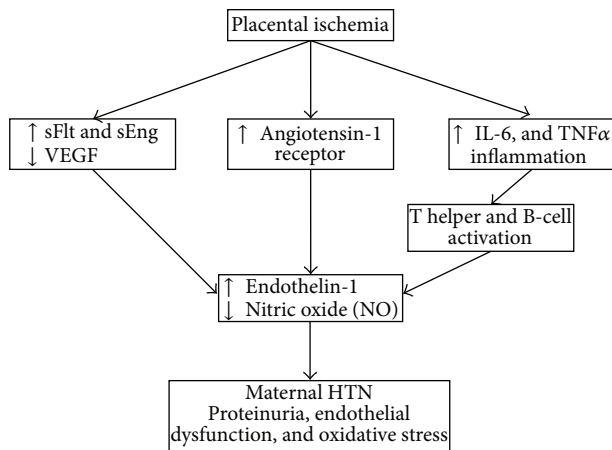 Placental ischemia
↑ sFlt and sEng
↓ VEGF
↑ Angiotensin-1
receptor
↑ IL-6, and TNFα
inflammation
T helper and B-cell
activation
↑ Endothelin-1
↓ Nitric oxide (NO)
Maternal HTN
Proteinuria, endothelial
dysfunction, and oxidative stress